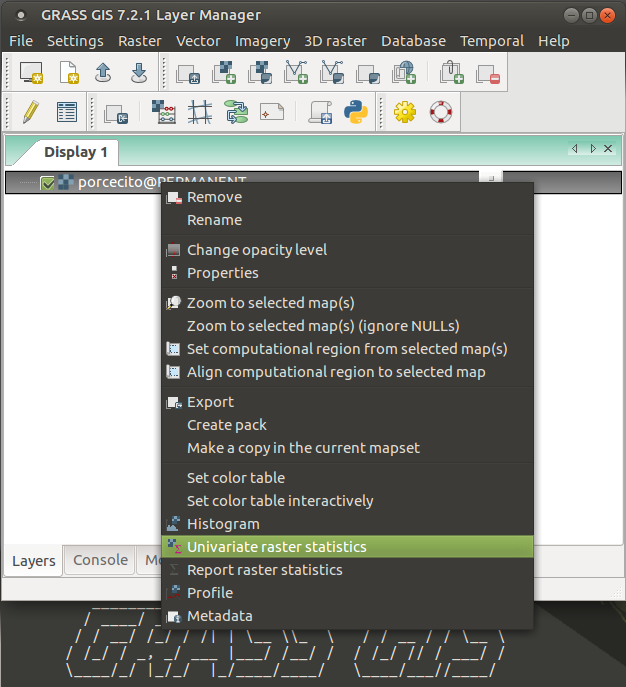 GRASS GIS 7.2.1 Layer Manager
File Settings Raster Vector Imagery 3D raster Database Temporal Help
Display 1
porcecito@PERMANENT
Remove
Rename
Change opacity level
Properties
Zoom to selected map(s)
Zoom to selected map(s) (ignore NULLs)
Set computational region from selected map(s)
Align computational region to selected map
Export
Create pack
Make a copy in the current mapset
Set color table
Set color table interactively
Histogram
Univariate raster statistics
Report raster statistics
Profile
Metadata
Layers Console